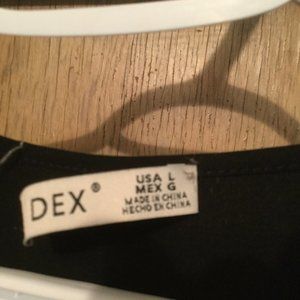 DEX®
USA L
MEX G
MADE IN CHINA
HECHO EN CHINA